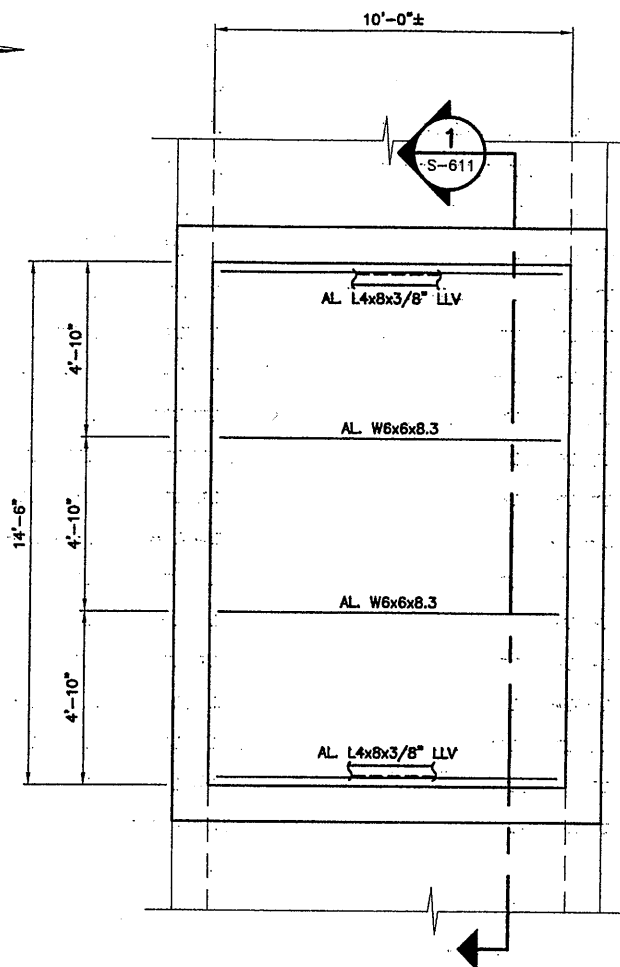 10'-0"±
1
S-611
AL. L4x8x3/8" LLV
4'-10"
AL. W6x6x8.3
14'-6"
4'-10"
AL. W6x6x8.3
4'-10"
AL. L4x8x3/8" LLV